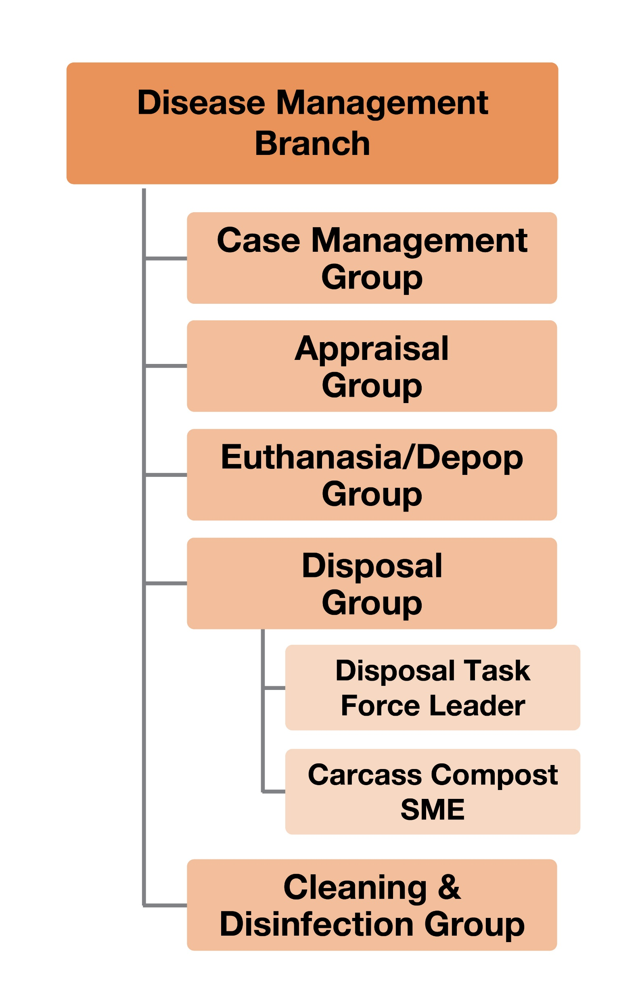 Disease Management
Branch
Case Management
Group
Appraisal
Group
Euthanasia/Depop
Group
Disposal
Group
Disposal Task
Force Leader
Carcass Compost
SME
Cleaning &
Disinfection Group